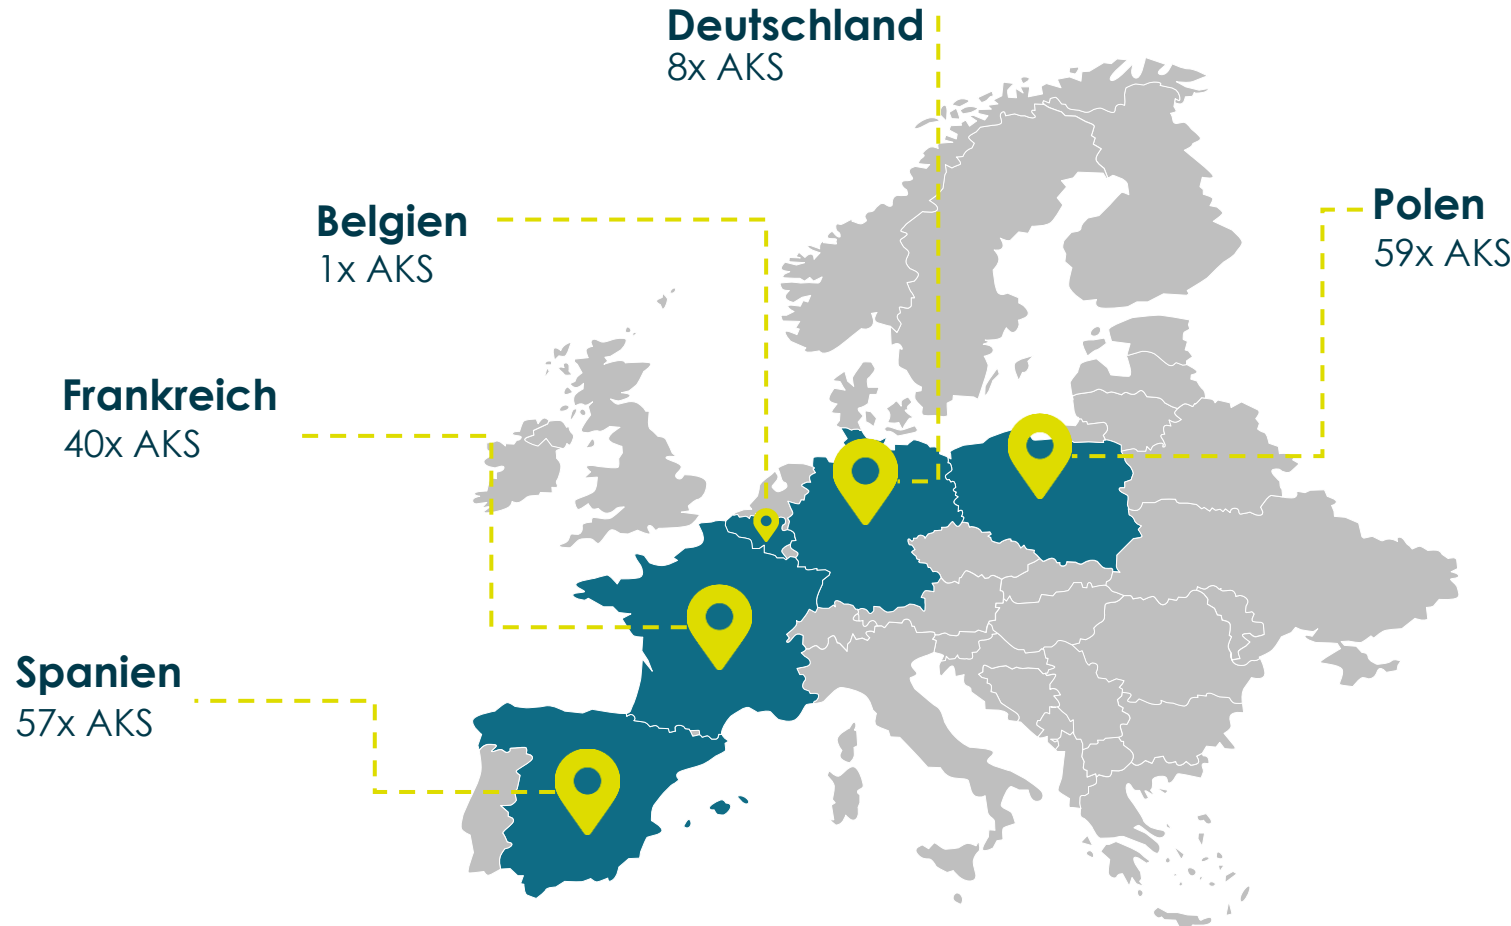 Deutschland
8x AKS
Belgien
1x AKS
Polen
59x AKS
Frankreich
40x AKS
Spanien
57x AKS